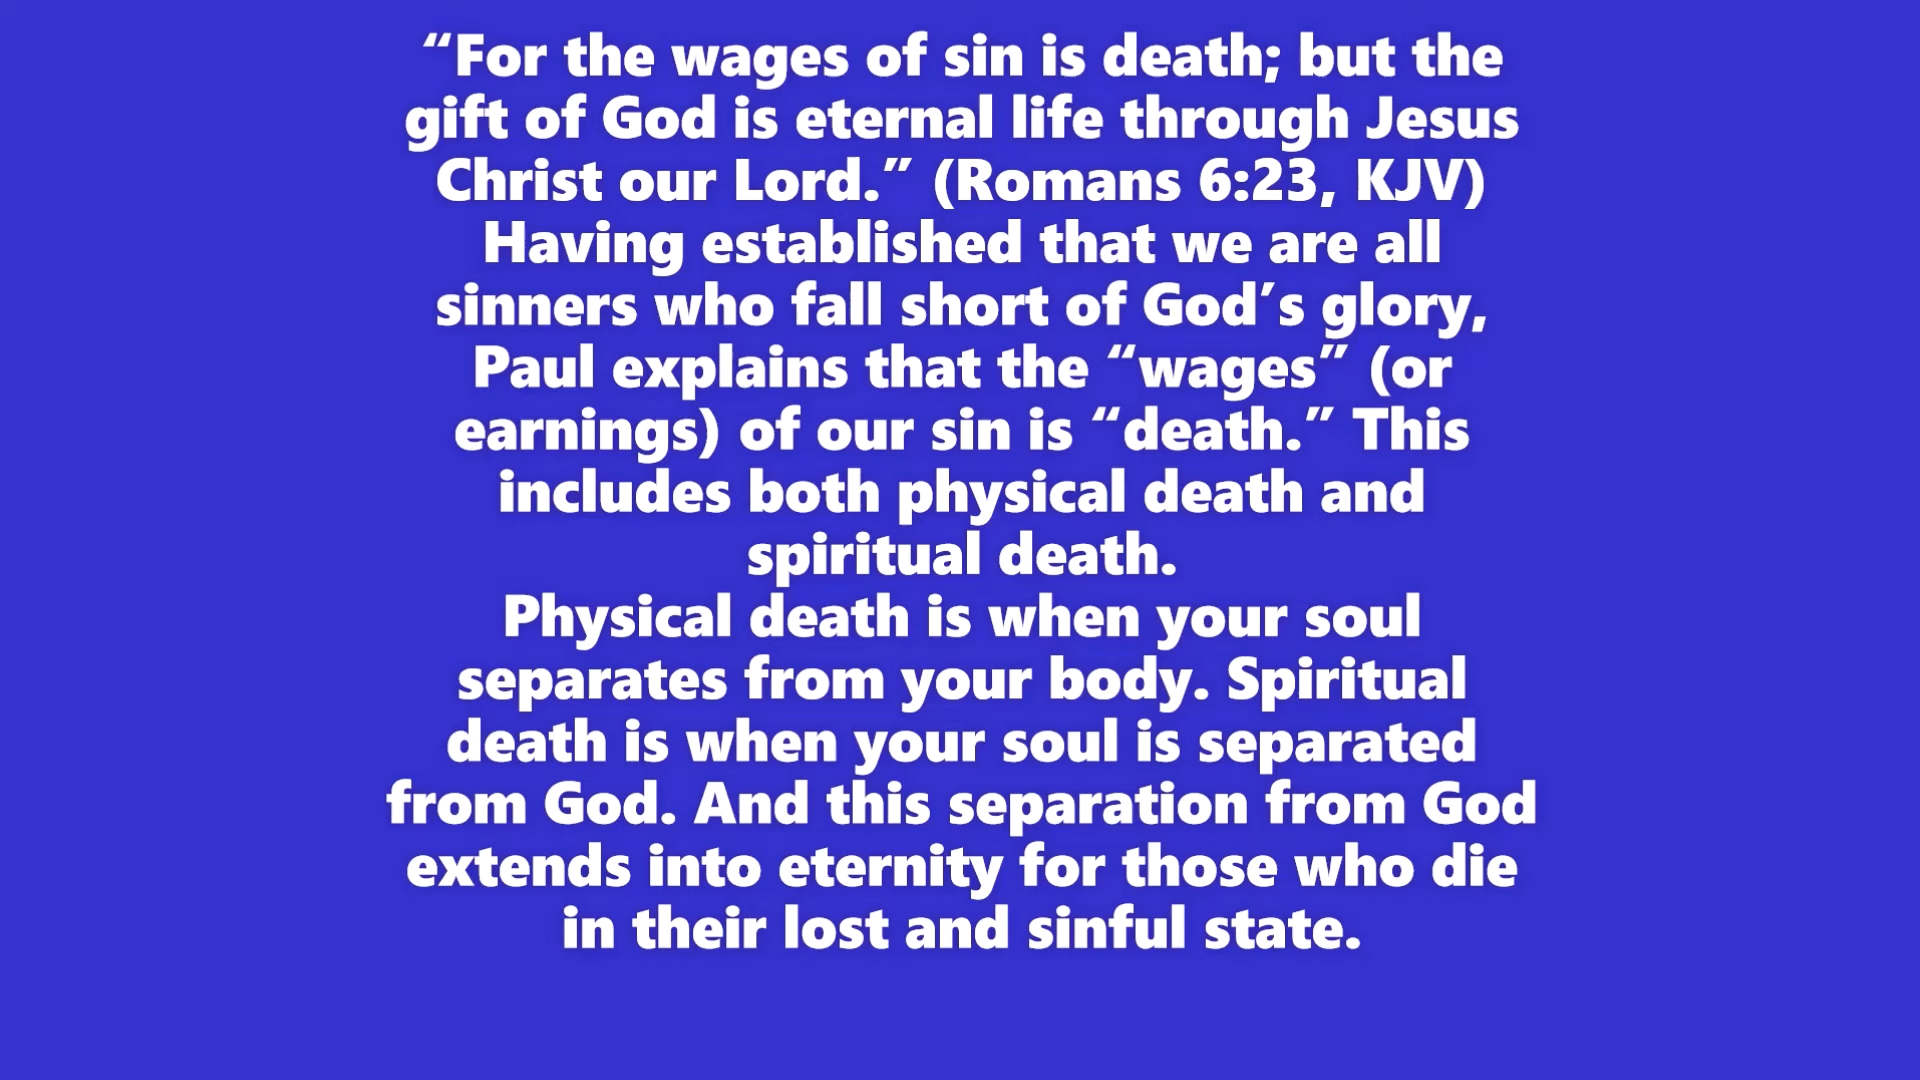 “For the wages of sin is death; but the
gift of God is eternal life through Jesus
Christ our Lord.” (Romans 6:23, KJV)
Having established that we are all
sinners who fall short of God’s glory,
Paul explains that the “wages” (or
earnings) of our sin is “death.” This
includes both physical death and
spiritual death.
Physical death is when your soul
separates from your body. Spiritual
death is when your soul is separated
from God. And this separation from God
extends into eternity for those who die
in their lost and sinful state.